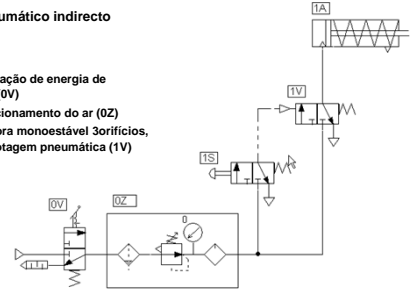 umático indirecto
1A
ação de energia de
(0V)
cionamento do ar (0Z)
ora monoestável 3orifícios,
otagem pneumática (1V)
1V
1S
0V
0Z
0